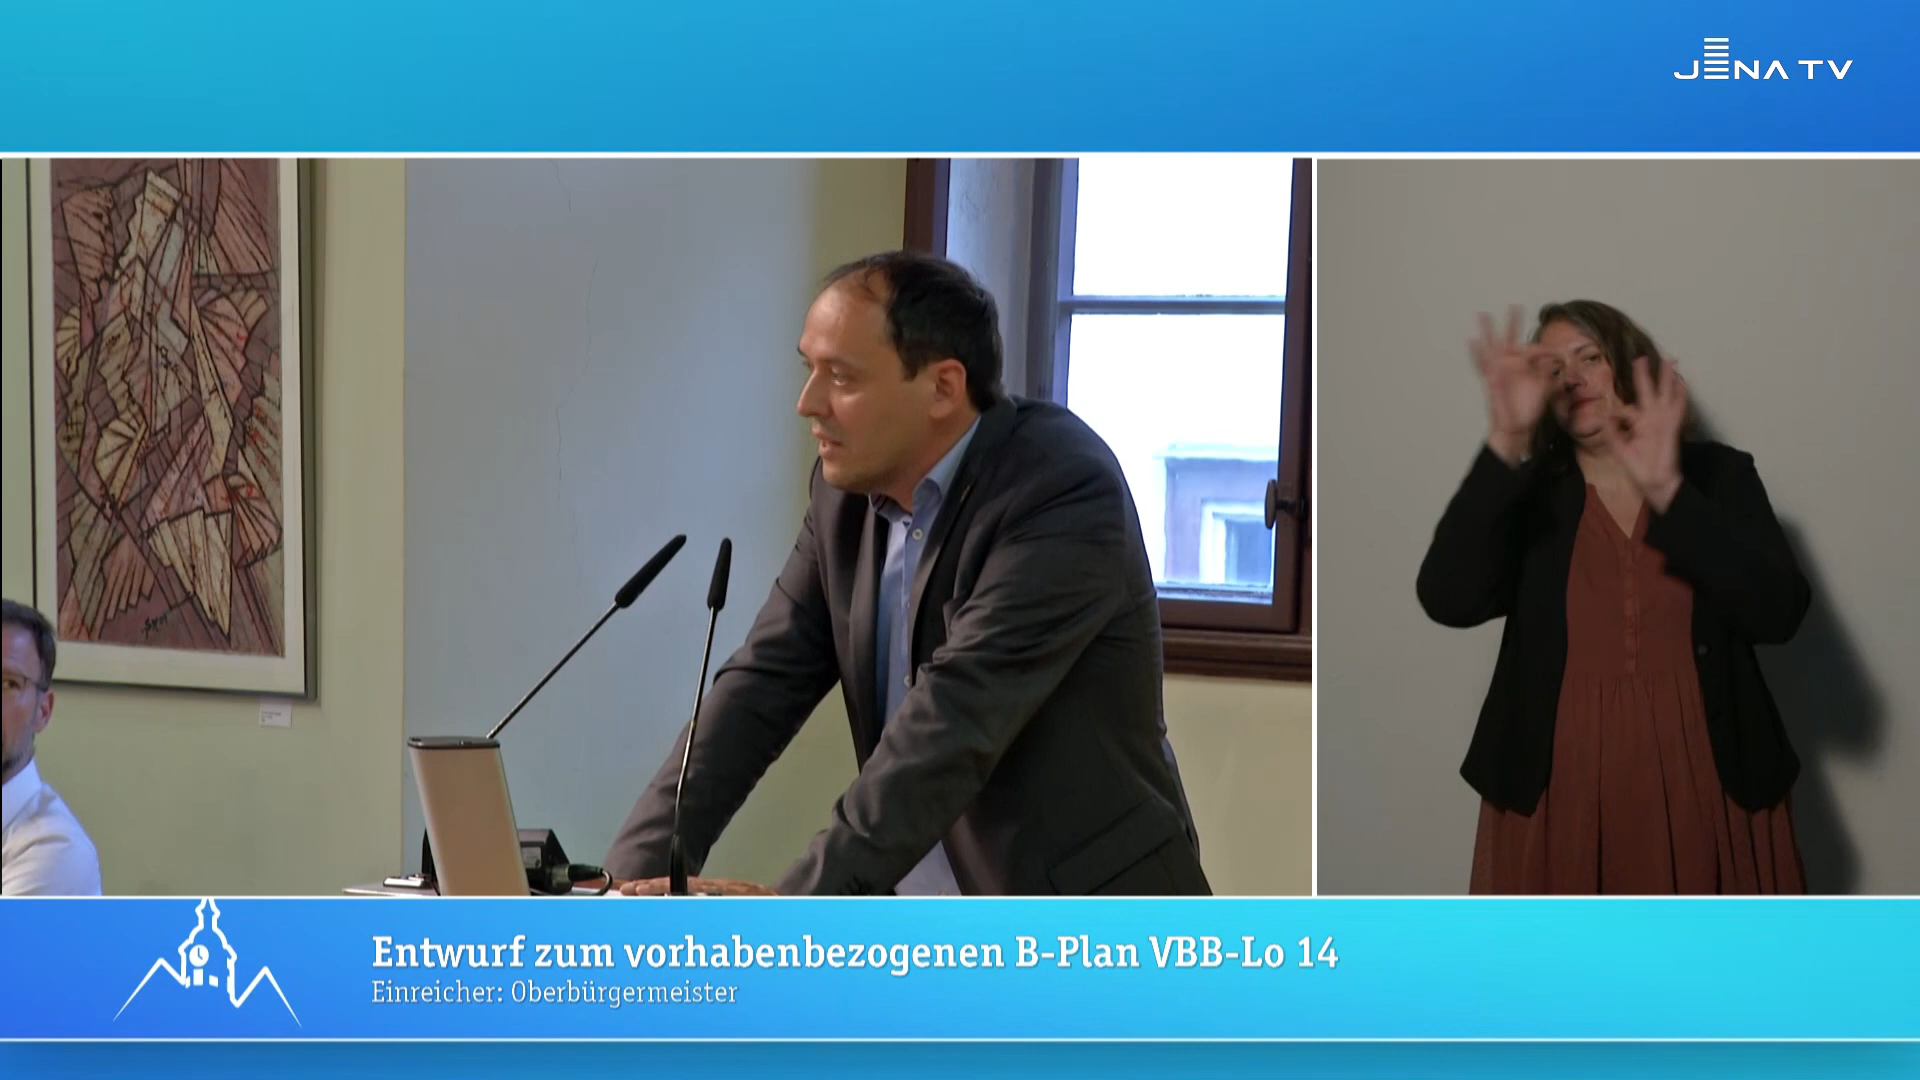 JENA TV
Entwurf zum vorhabenbezogenen B-Plan VBB-Lo 14
Einreicher: Oberbürgermeister